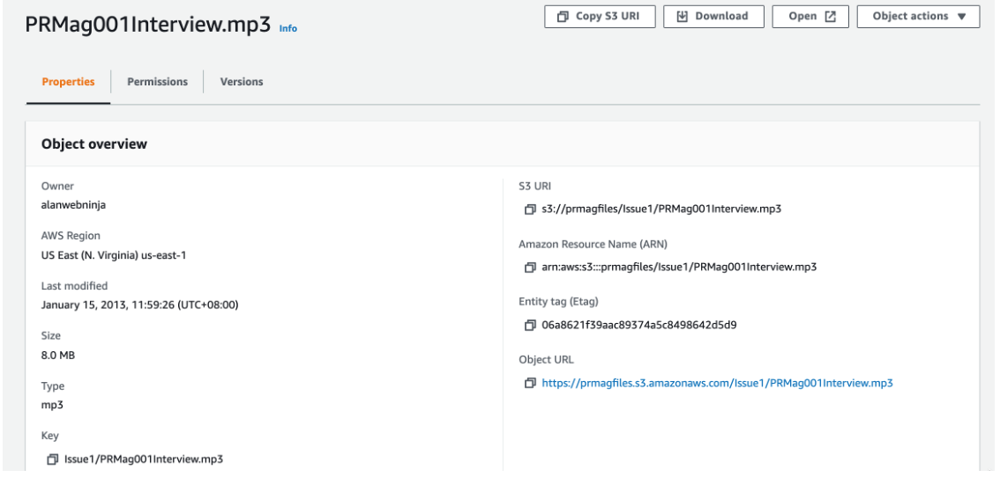 PRMag001Interview.mp3 Info
Copy S3 URI
Download
Open
Object actions
Properties
Permissions
Versions
Object overview
Owner
alanwebninja
AWS Region
US East (N. Virginia) us-east-1
Last modified
January 15, 2013, 11:59:26 (UTC+08:00)
Size
8.0 MB
Type
mp3
Key
Issue1/PRMag001Interview.mp3
S3 URI
s3://prmagfiles/Issue1/PRMag001Interview.mp3
Amazon Resource Name (ARN)
arn:aws:s3:::prmagfiles/Issue1/PRMag001Interview.mp3
Entity tag (Etag)
06a8621f39aac89374a5c8498642d5d9
Object URL
https://prmagfiles.s3.amazonaws.com/Issue1/PRMag001Interview.mp3